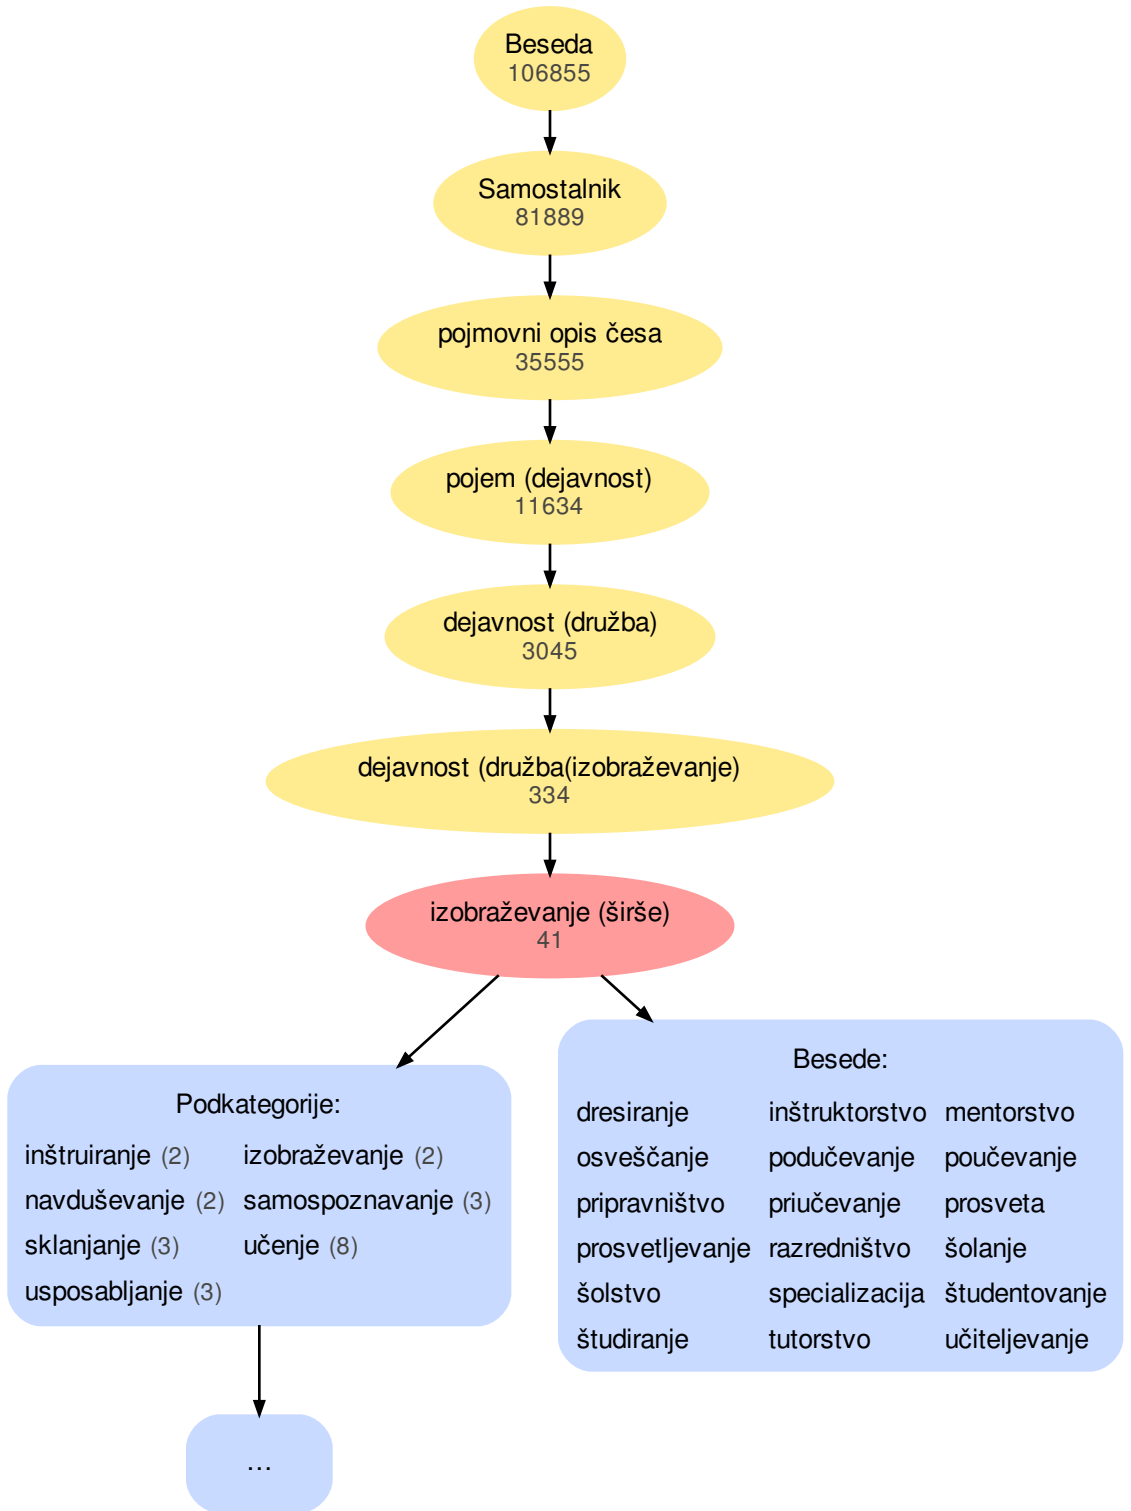 Beseda
106855
Samostalnik
81889
pojmovni opis česa
35555
pojem (dejavnost)
11634
dejavnost (družba)
3045
dejavnost (družba(izobraževanje)
334
izobraževanje (širše)
41
Podkategorije:
inštruiranje (2) izobraževanje (2)
navduševanje (2) samospoznavanje (3)
sklanjanje (3) učenje (8)
usposabljanje (3)
...
Besede:
dresiranje inštruktorstvo mentorstvo
osveščanje podučevanje poučevanje
pripravništvo priučevanje prosveta
prosvetljevanje razredništvo šolanje
šolstvo specializacija študentovanje
študiranje tutorstvo učiteljevanje